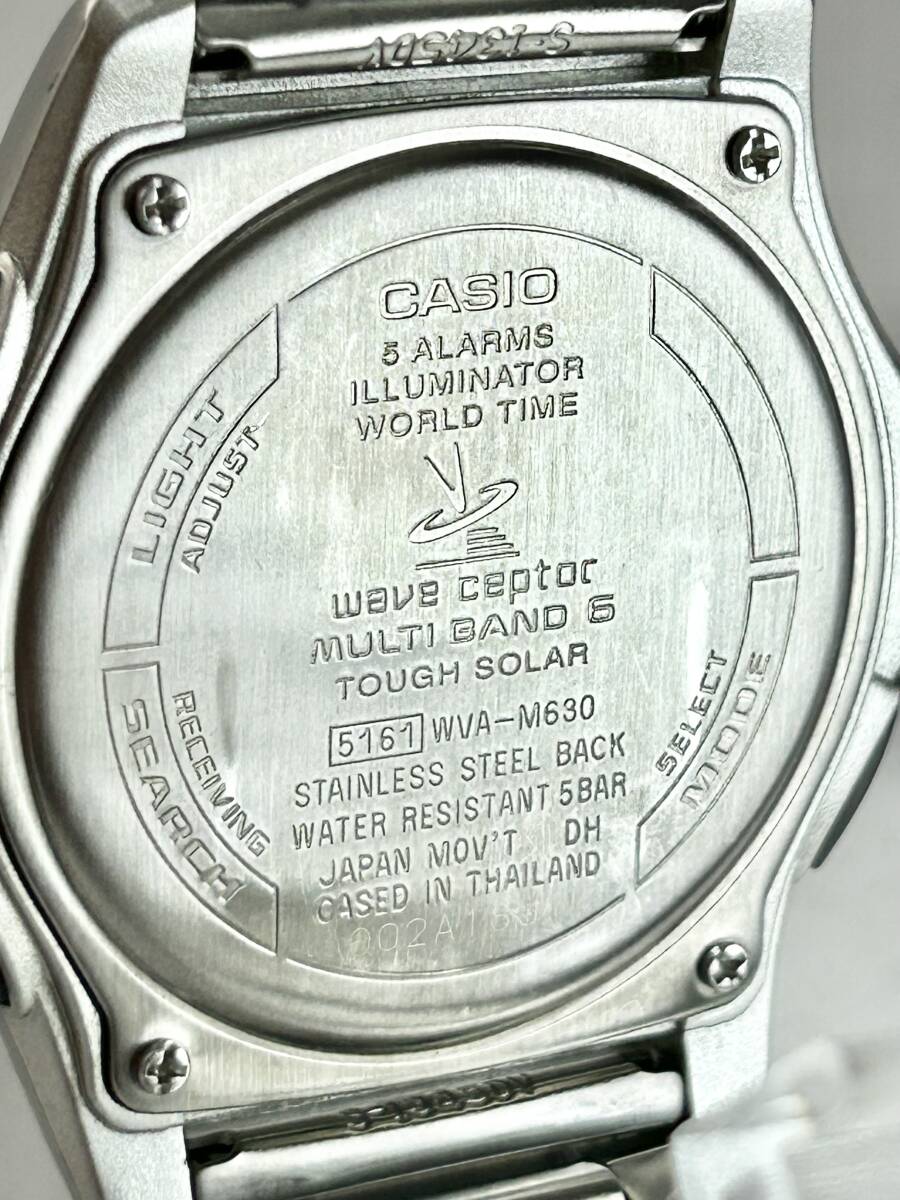 CASIO
5 ALARMS
ILLUMINATOR
WORLD TIME
wave ceptor
MULTI BAND 6
TOUGH SOLAR
5161 WVA-M630
STAINLESS STEEL BACK
WATER RESISTANT 5BAR
JAPAN MOV'T DH
CASED IN THAILAND
LIGHT
ADJUST
SEARCH
RECEIVING
SELECT
MODE